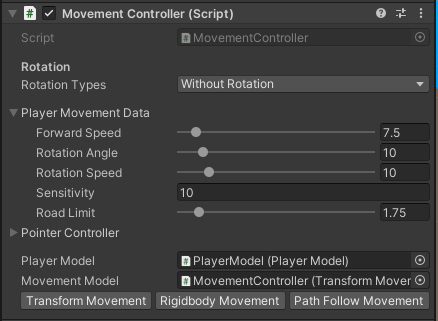 Movement Controller (Script)
Script MovementController
Rotation
Rotation Types Without Rotation
Player Movement Data
Forward Speed 7.5
Rotation Angle 10
Rotation Speed 10
Sensitivity 10
Road Limit 1.75
Pointer Controller
Player Model PlayerModel (Player Model)
Movement Model MovementController (Transform Mover
Transform Movement Rigidbody Movement Path Follow Movement